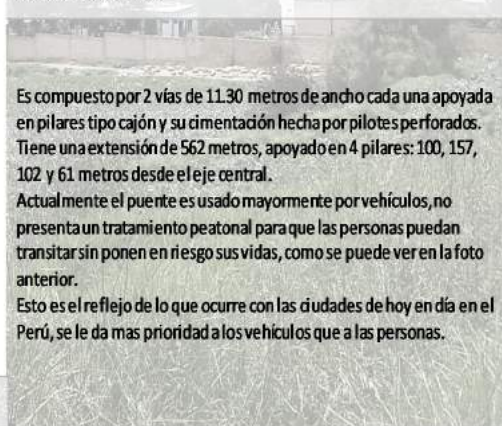 Es compuesto por 2 vías de 11.30 metros de ancho cada una apoyada
en pilares tipo cajón y su cimentación hecha por pilotes perforados.
Tiene una extensión de 562 metros, apoyado en 4 pilares: 100, 157,
102 y 61 metros desde el eje central.
Actualmente el puente es usado mayormente por vehículos, no
presenta un tratamiento peatonal para que las personas puedan
transitar sin ponen en riesgo sus vidas, como se puede ver en la foto
anterior.
Esto es el reflejo de lo que ocurre con las ciudades de hoy en día en el
Perú, se le da mas prioridad a los vehículos que a las personas.